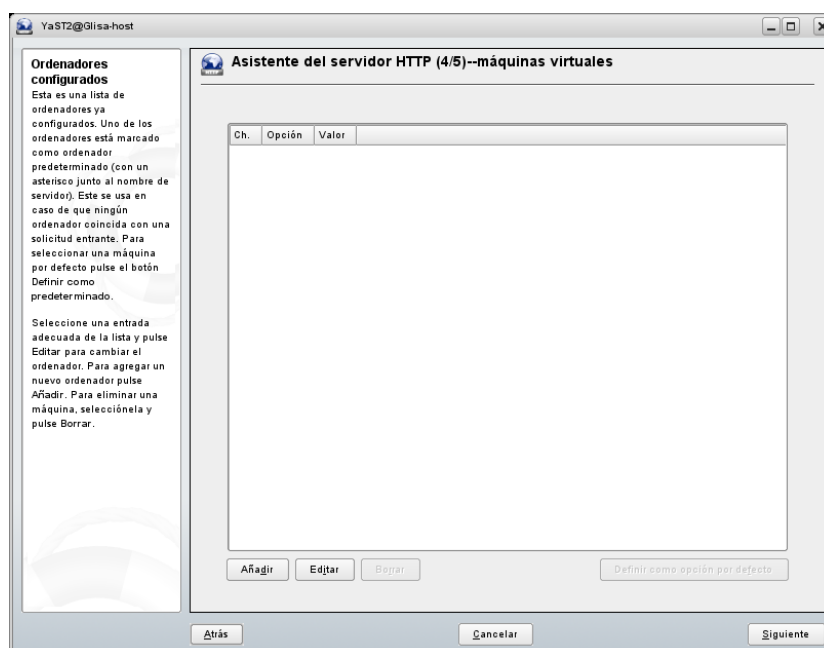 YaST2@Glisa-host
Ordenadores
configurados
Esta es una lista de
ordenadores ya
configurados. Uno de los
ordenadores está marcado
como ordenador
predeterminado (con un
asterisco junto al nombre de
servidor). Este se usa en
caso de que ningún
ordenador coincida con una
solicitud entrante. Para
seleccionar una máquina
por defecto pulse el botón
Definir como
predeterminado.
Seleccione una entrada
adecuada de la lista y pulse
Editar para cambiar el
ordenador. Para agregar un
nuevo ordenador pulse
Añadir. Para eliminar una
máquina, selecciónela y
pulse Borrar.
Asistente del servidor HTTP (4/5)--máquinas virtuales
Ch. Opción Valor
Añadir Editar Borrar Definir como opción por defecto
Atrás Cancelar Siguiente